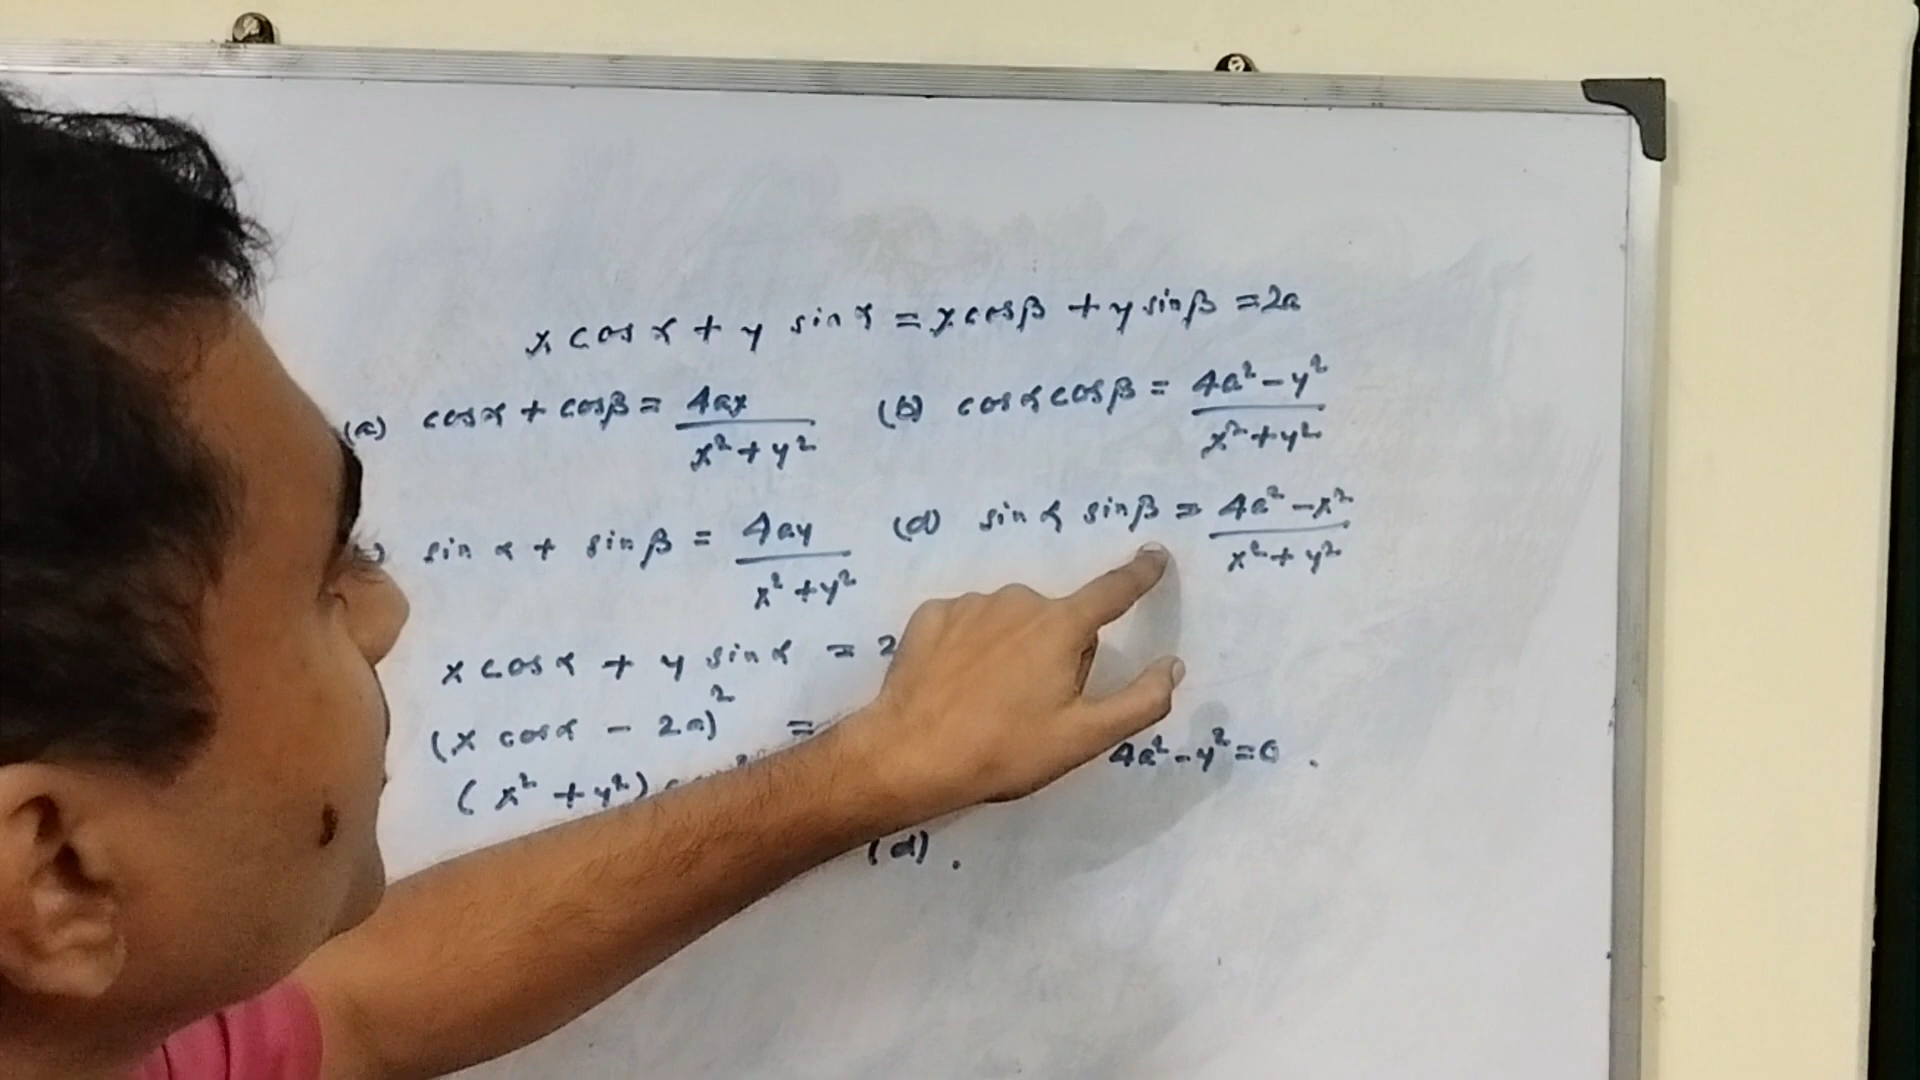 x cos α + y sin α = x cos β + y sin β = 2a
(a) cos α + cos β = 4ax / x² + y² (b) cos α cos β = 4a² - y² / x² + y²
sin α + sin β = 4ay / x² + y² (d) sin α sin β = 4a² - x² / x² + y²
x cos α + y sin α = 2
(x cos α - 2a)² =
(x² + y²) 4a² - y² = 0 .
(d) .